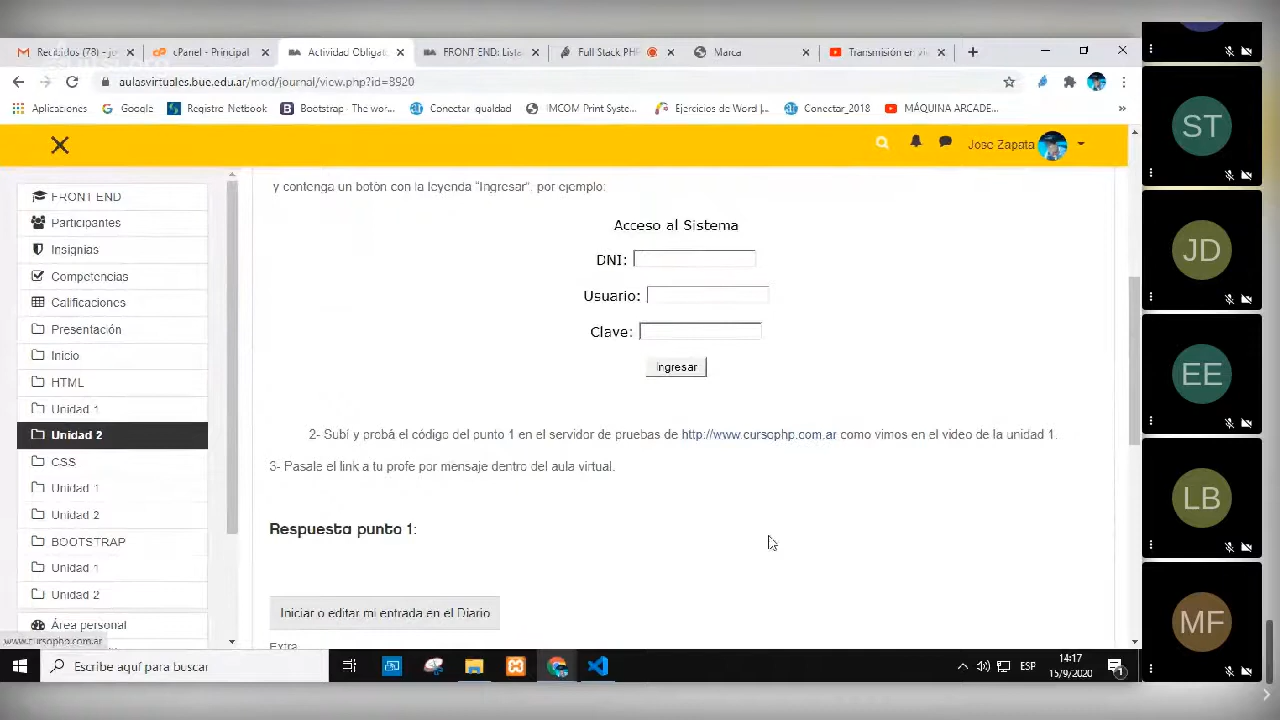 Recibidos (78) - je
cPanel - Principal
Actividad Obligat
FRONT END: Lista
Full Stack PHP
Marca
aulasvirtuales.bue.edu.ar/mod/journal/view.php?id=8920
Aplicaciones
Google
Registro Netbook
Bootstrap · The wor...
Conectar igualdad
IMCOM Print Syste...
Ejercicios de Word |...
Conectar_2018
MÁQUINA ARCADE...
»
Jose Zapata
FRONT END
Participantes
Insignias
Competencias
Calificaciones
Presentación
Inicio
HTML
Unidad 1
Unidad 2
CSS
Unidad 1
Unidad 2
BOOTSTRAP
Unidad 1
Unidad 2
Área personal
www.cursophp.com.ar
y contenga un botón con la leyenda "Ingresar", por ejemplo:
Acceso al Sistema
DNI:
Usuario:
Clave:
Ingresar
2- Subí y probá el código del punto 1 en el servidor de pruebas de http://www.cursophp.com.ar como vimos en el video de la unidad 1.
3- Pasale el link a tu profe por mensaje dentro del aula virtual.
Respuesta punto 1:
Iniciar o editar mi entrada en el Diario
Extra
ST
JD
EE
LB
MF
Escribe aquí para buscar
ESP
14:17
15/9/2020
1